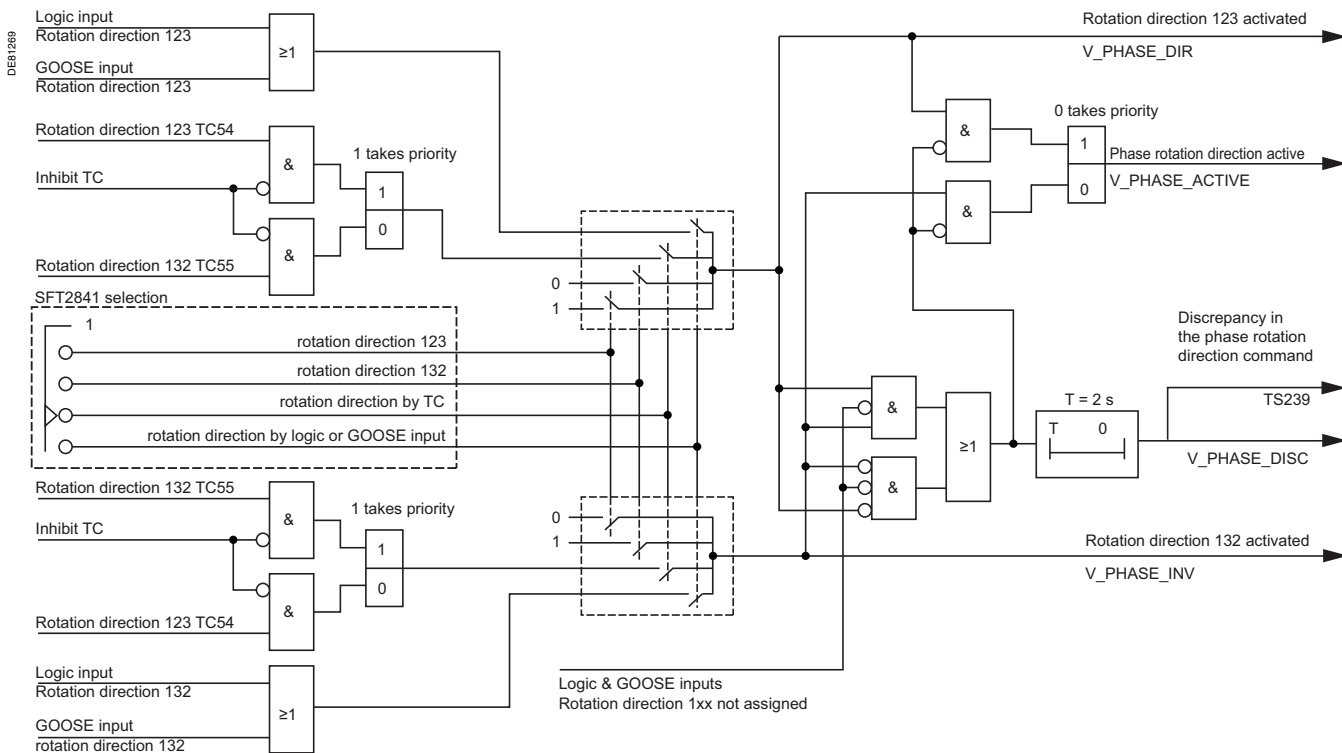 DE81269
Logic input
Rotation direction 123
GOOSE input
Rotation direction 123
≥1
Rotation direction 123 TC54
Inhibit TC
Rotation direction 132 TC55
&
&
1 takes priority
1
0
SFT2841 selection
1
rotation direction 123
rotation direction 132
rotation direction by TC
rotation direction by logic or GOOSE input
Rotation direction 132 TC55
Inhibit TC
Rotation direction 123 TC54
&
&
1 takes priority
1
0
Logic input
Rotation direction 132
GOOSE input
rotation direction 132
≥1
0
1
0
1
Logic & GOOSE inputs
Rotation direction 1xx not assigned
Rotation direction 123 activated
V_PHASE_DIR
&
&
0 takes priority
1
0
Phase rotation direction active
V_PHASE_ACTIVE
&
&
≥1
T = 2 s
T 0
Discrepancy in
the phase rotation
direction command
TS239
V_PHASE_DISC
Rotation direction 132 activated
V_PHASE_INV